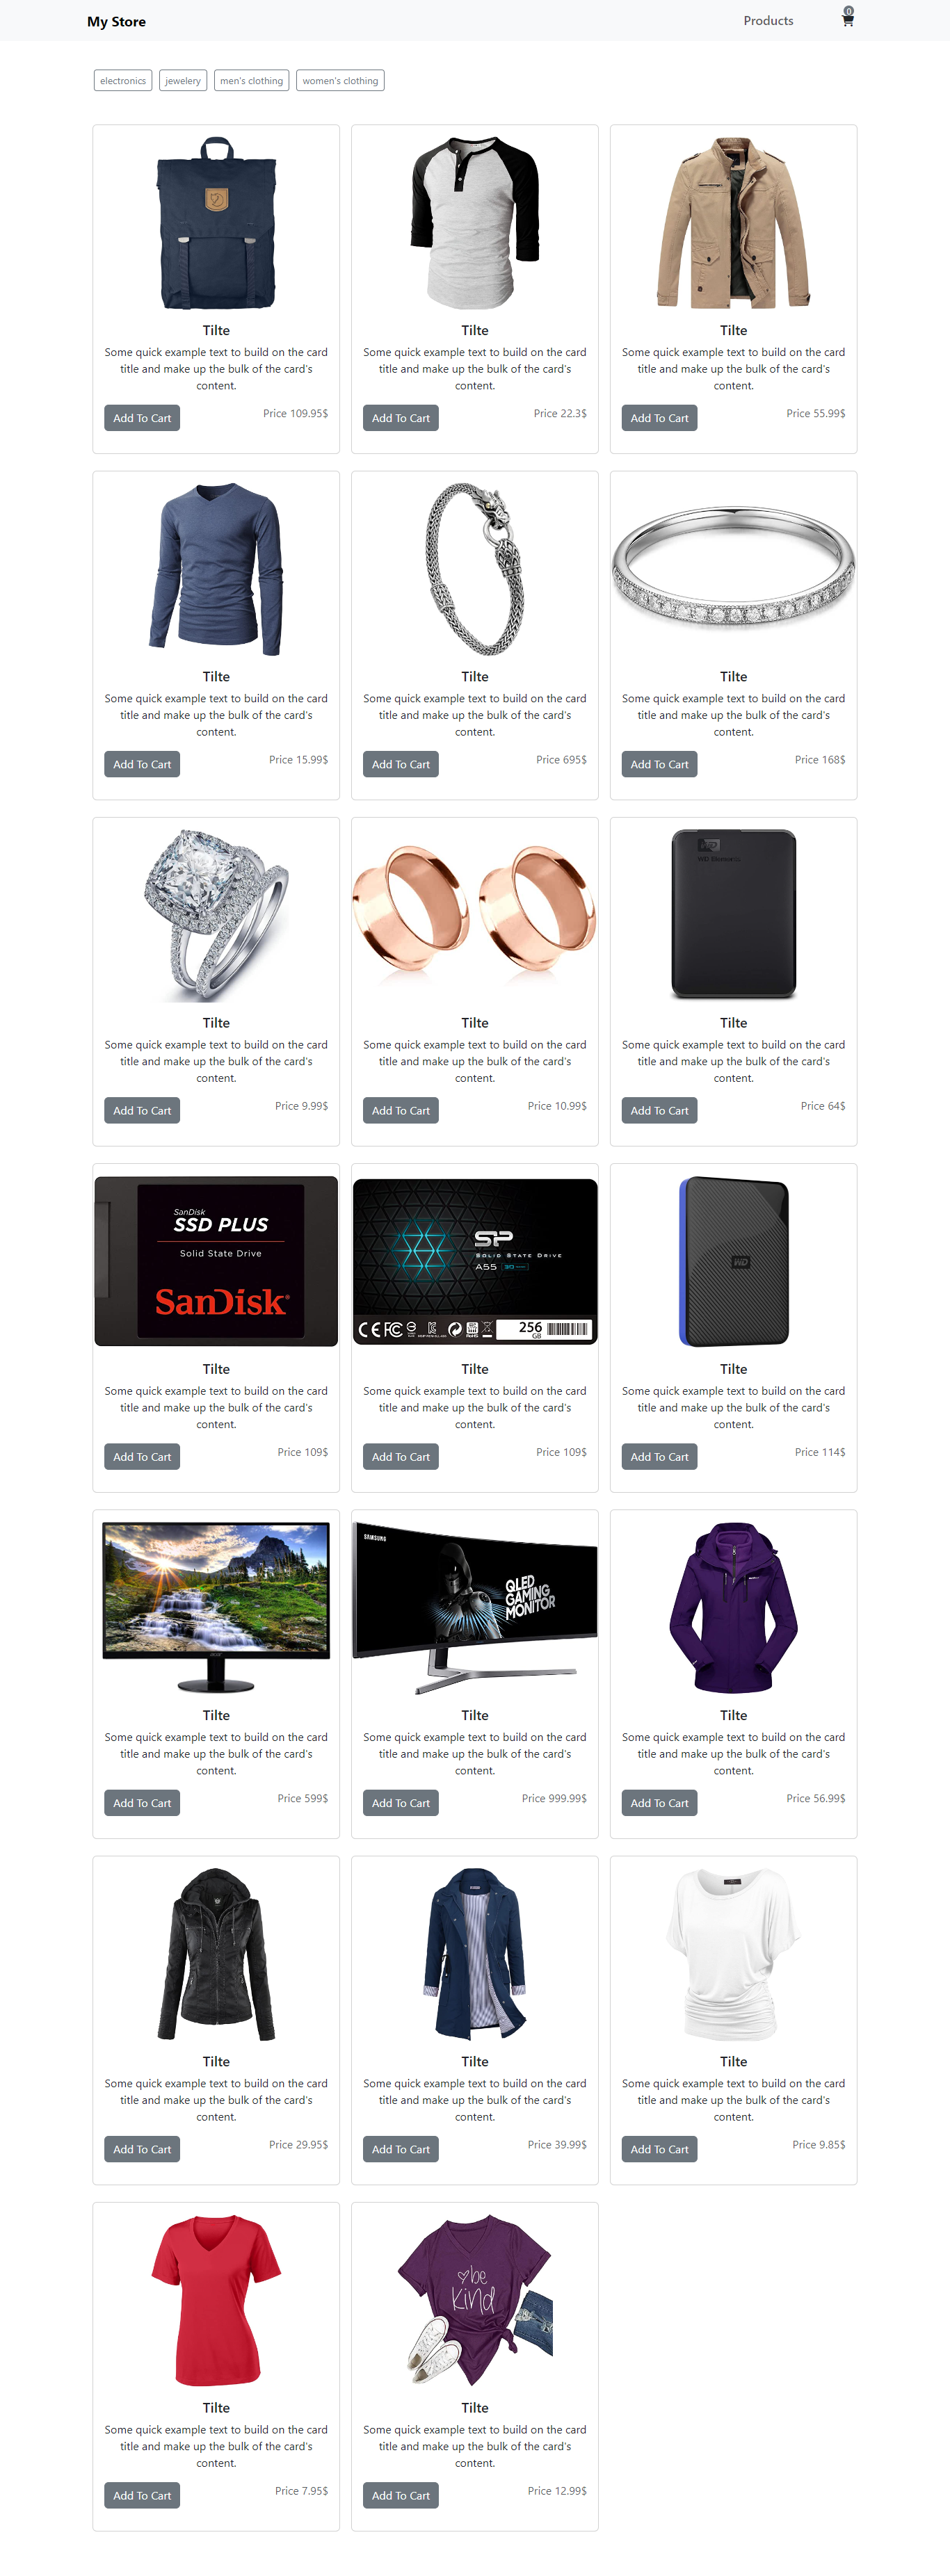 My Store
Products
0
electronics
jewelery
men's clothing
women's clothing
Tilte
Some quick example text to build on the card
title and make up the bulk of the card's
content.
Add To Cart
Price 109.95$
Tilte
Some quick example text to build on the card
title and make up the bulk of the card's
content.
Add To Cart
Price 22.3$
Tilte
Some quick example text to build on the card
title and make up the bulk of the card's
content.
Add To Cart
Price 55.99$
Tilte
Some quick example text to build on the card
title and make up the bulk of the card's
content.
Add To Cart
Price 15.99$
Tilte
Some quick example text to build on the card
title and make up the bulk of the card's
content.
Add To Cart
Price 695$
Tilte
Some quick example text to build on the card
title and make up the bulk of the card's
content.
Add To Cart
Price 168$
Tilte
Some quick example text to build on the card
title and make up the bulk of the card's
content.
Add To Cart
Price 9.99$
Tilte
Some quick example text to build on the card
title and make up the bulk of the card's
content.
Add To Cart
Price 10.99$
WD
WD Elements
Tilte
Some quick example text to build on the card
title and make up the bulk of the card's
content.
Add To Cart
Price 64$
SanDisk
SSD PLUS
Solid State Drive
SanDisk
Tilte
Some quick example text to build on the card
title and make up the bulk of the card's
content.
Add To Cart
Price 109$
SP
SOLID STATE DRIVE
A55
256
GB
Tilte
Some quick example text to build on the card
title and make up the bulk of the card's
content.
Add To Cart
Price 109$
WD
Tilte
Some quick example text to build on the card
title and make up the bulk of the card's
content.
Add To Cart
Price 114$
acer
Tilte
Some quick example text to build on the card
title and make up the bulk of the card's
content.
Add To Cart
Price 599$
SAMSUNG
QLED
GAMING
MONITOR
Tilte
Some quick example text to build on the card
title and make up the bulk of the card's
content.
Add To Cart
Price 999.99$
Tilte
Some quick example text to build on the card
title and make up the bulk of the card's
content.
Add To Cart
Price 56.99$
Tilte
Some quick example text to build on the card
title and make up the bulk of the card's
content.
Add To Cart
Price 29.95$
Tilte
Some quick example text to build on the card
title and make up the bulk of the card's
content.
Add To Cart
Price 39.99$
Tilte
Some quick example text to build on the card
title and make up the bulk of the card's
content.
Add To Cart
Price 9.85$
Tilte
Some quick example text to build on the card
title and make up the bulk of the card's
content.
Add To Cart
Price 7.95$
be
kind
Tilte
Some quick example text to build on the card
title and make up the bulk of the card's
content.
Add To Cart
Price 12.99$